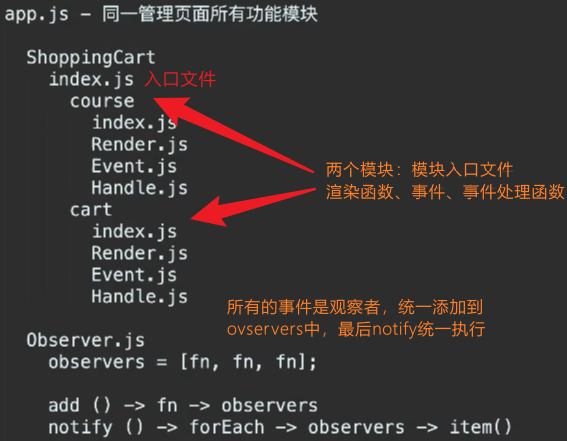 app.js - 同一管理页面所有功能模块
ShoppingCart
index.js 入口文件
course
index.js
Render.js
Event.js
Handle.js
两个模块：模块入口文件
渲染函数、事件、事件处理函数
cart
index.js
Render.js
Event.js
Handle.js
所有的事件是观察者，统一添加到
ovservers中，最后notify统一执行
Observer.js
observers = [fn, fn, fn];
add () -> fn -> observers
notify () -> forEach -> observers -> item()